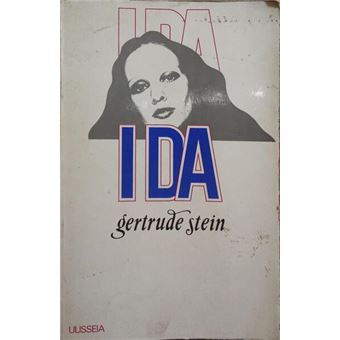 IDA
IDA
gertrude stein
ULISSEIA